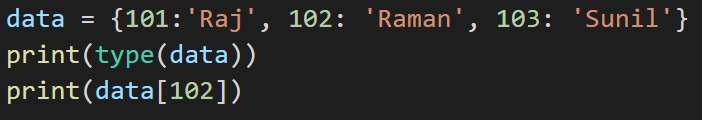 data = {101:'Raj', 102: 'Raman', 103: 'Sunil'}
print(type(data))
print(data[102])